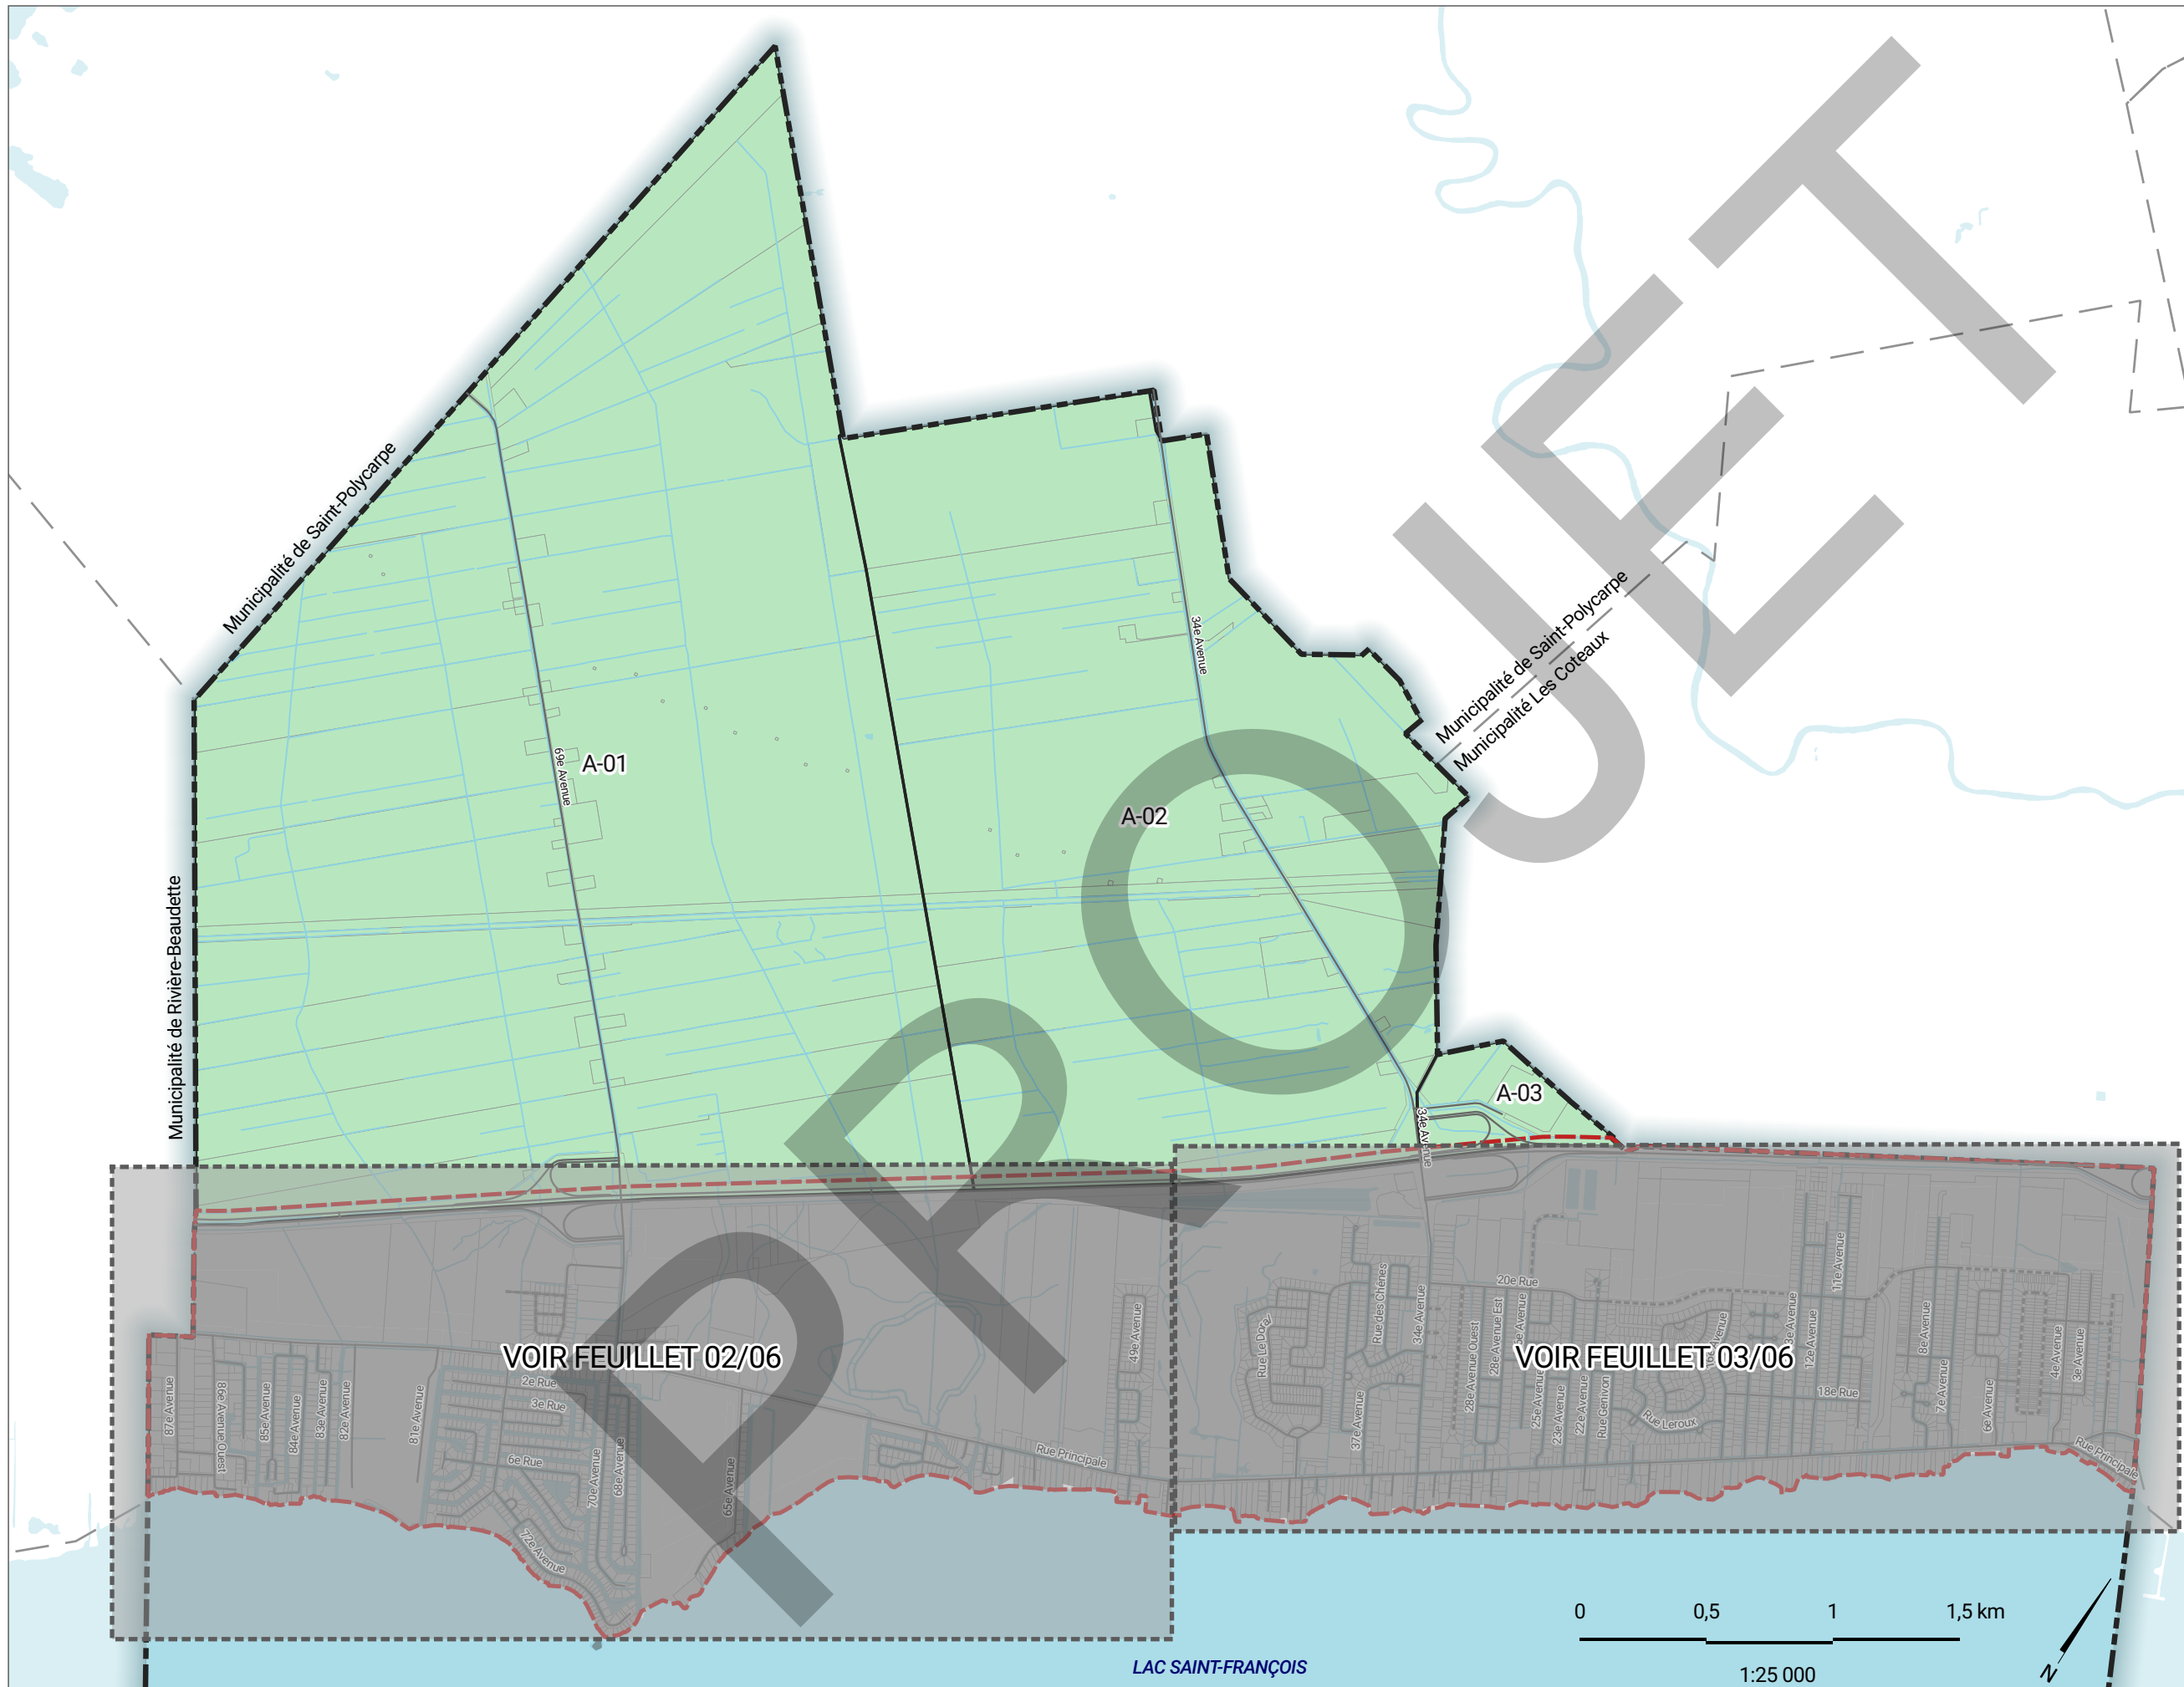 PROJET
Municipalité de Saint-Polycarpe
Municipalité de Saint-Polycarpe
Municipalité Les Coteaux
Municipalité de Rivière-Beaudette
34e Avenue
69e Avenue
A-01
A-02
A-03
34e Avenue
VOIR FEUILLET 02/06
VOIR FEUILLET 03/06
87e Avenue
86e Avenue Ouest
85e Avenue
84e Avenue
83e Avenue
82e Avenue
81e Avenue
2e Rue
3e Rue
6e Rue
70e Avenue
68e Avenue
72e Avenue
65e Avenue
Rue Principale
49e Avenue
Rue Le Doral
Rue des Chênes
37e Avenue
34e Avenue
20e Rue
28e Avenue Ouest
28e Avenue Est
25e Avenue
23e Avenue
22e Avenue
Rue Genivon
Rue Leroux
16e Avenue
12e Avenue
11e Avenue
18e Rue
8e Avenue
7e Avenue
6e Avenue
4e Avenue
3e Avenue
Rue Principale
LAC SAINT-FRANÇOIS
0 0,5 1 1,5 km
1:25 000
N